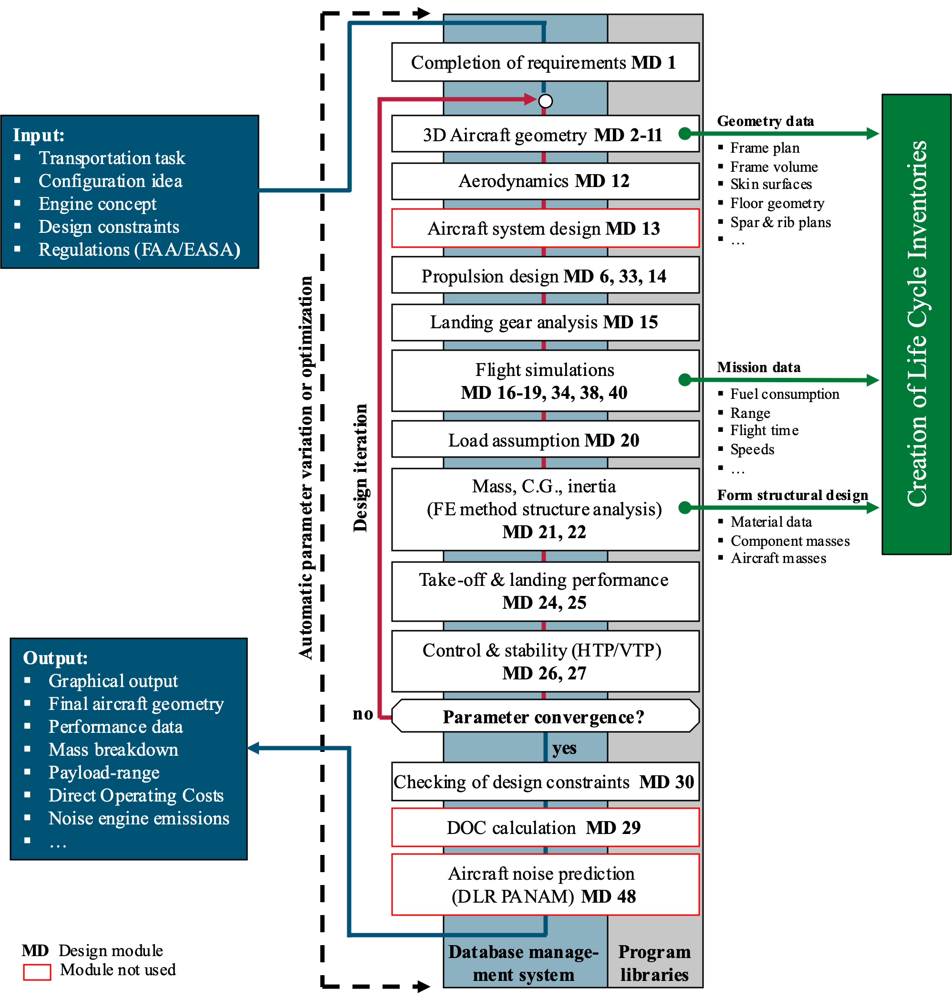 Completion of requirements MD 1
Input:
▪ Transportation task
▪ Configuration idea
▪ Engine concept
▪ Design constraints
▪ Regulations (FAA/EASA)
Automatic parameter variation or optimization
Design iteration
3D Aircraft geometry MD 2-11
Aerodynamics MD 12
Aircraft system design MD 13
Propulsion design MD 6, 33, 14
Landing gear analysis MD 15
Flight simulations
MD 16-19, 34, 38, 40
Load assumption MD 20
Mass, C.G., inertia
(FE method structure analysis)
MD 21, 22
Take-off & landing performance
MD 24, 25
Control & stability (HTP/VTP)
MD 26, 27
no
Parameter convergence?
yes
Checking of design constraints MD 30
DOC calculation MD 29
Aircraft noise prediction
(DLR PANAM) MD 48
Database manage-
ment system
Program
libraries
Geometry data
▪ Frame plan
▪ Frame volume
▪ Skin surfaces
▪ Floor geometry
▪ Spar & rib plans
▪ …
Mission data
▪ Fuel consumption
▪ Range
▪ Flight time
▪ Speeds
▪ …
Form structural design
▪ Material data
▪ Component masses
▪ Aircraft masses
Creation of Life Cycle Inventories
Output:
▪ Graphical output
▪ Final aircraft geometry
▪ Performance data
▪ Mass breakdown
▪ Payload-range
▪ Direct Operating Costs
▪ Noise engine emissions
▪ …
MD Design module
Module not used